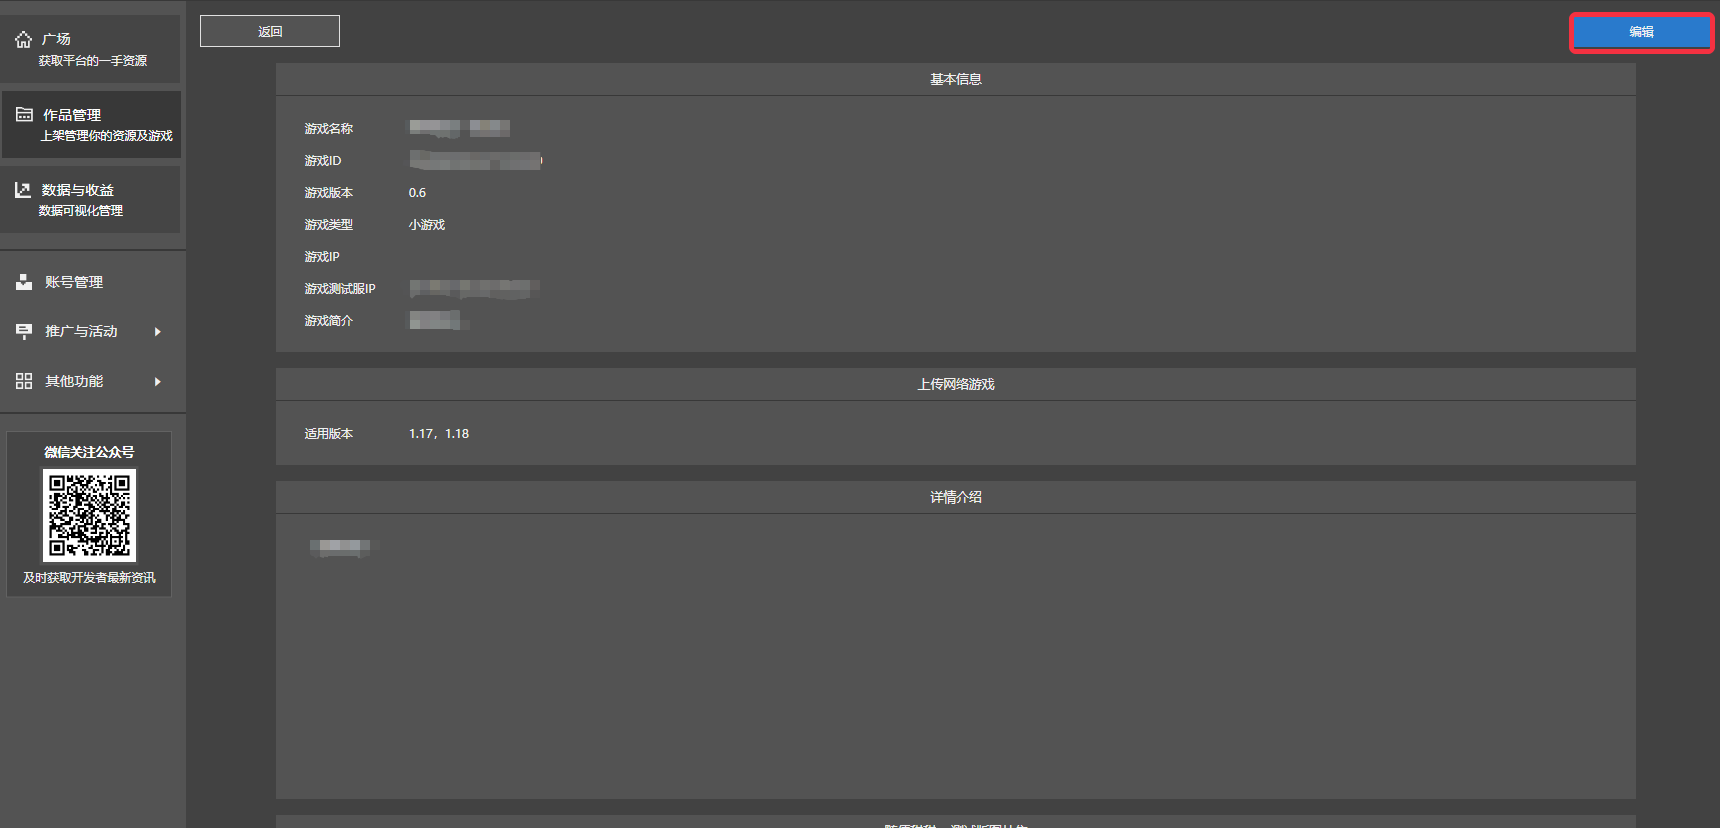 广场
获取平台的一手资源
作品管理
上架管理你的资源及游戏
数据与收益
数据可视化管理
账号管理
推广与活动
其他功能
微信关注公众号
及时获取开发者最新资讯
返回
编辑
基本信息
游戏名称
游戏ID
游戏版本 0.6
游戏类型 小游戏
游戏IP
游戏测试服IP
游戏简介
上传网络游戏
适用版本 1.17，1.18
详情介绍